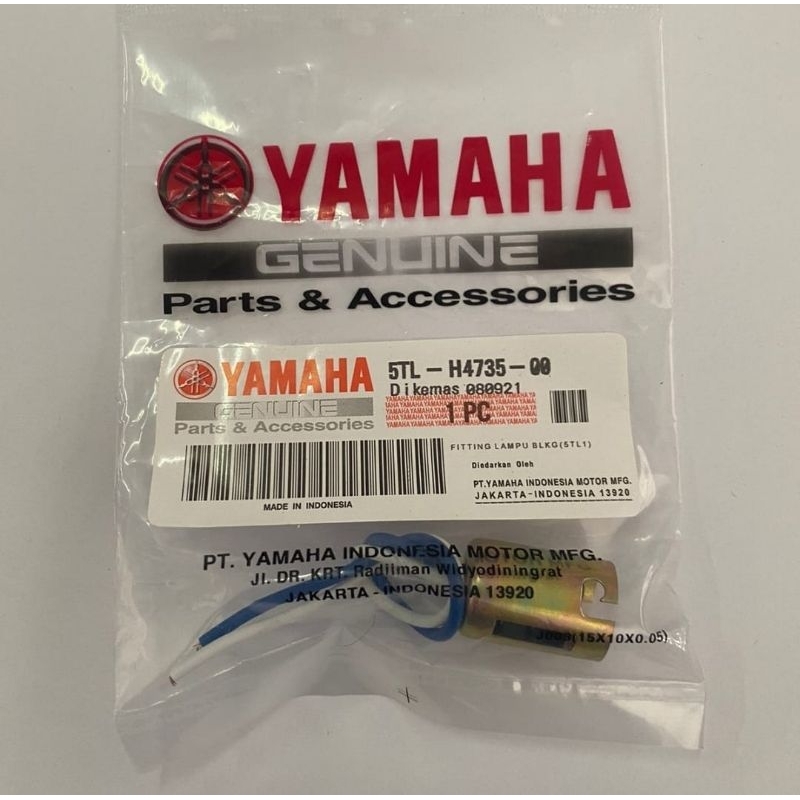 YAMAHA
GENUINE
Parts & Accessories
YAMAHA
GENUINE
Parts & Accessories
5TL-H4735-00
Dikemas 080921
1 PC
FITTING LAMPU BLKG(5TL1)
Diedarkan Oleh
PT.YAMAHA INDONESIA MOTOR MFG.
JAKARTA-INDONESIA 13920
MADE IN INDONESIA
PT. YAMAHA INDONESIA MOTOR MFG.
Jl. DR. KRT. Radjiman Widyodiningrat
JAKARTA - INDONESIA 13920
(15X10X0.05)